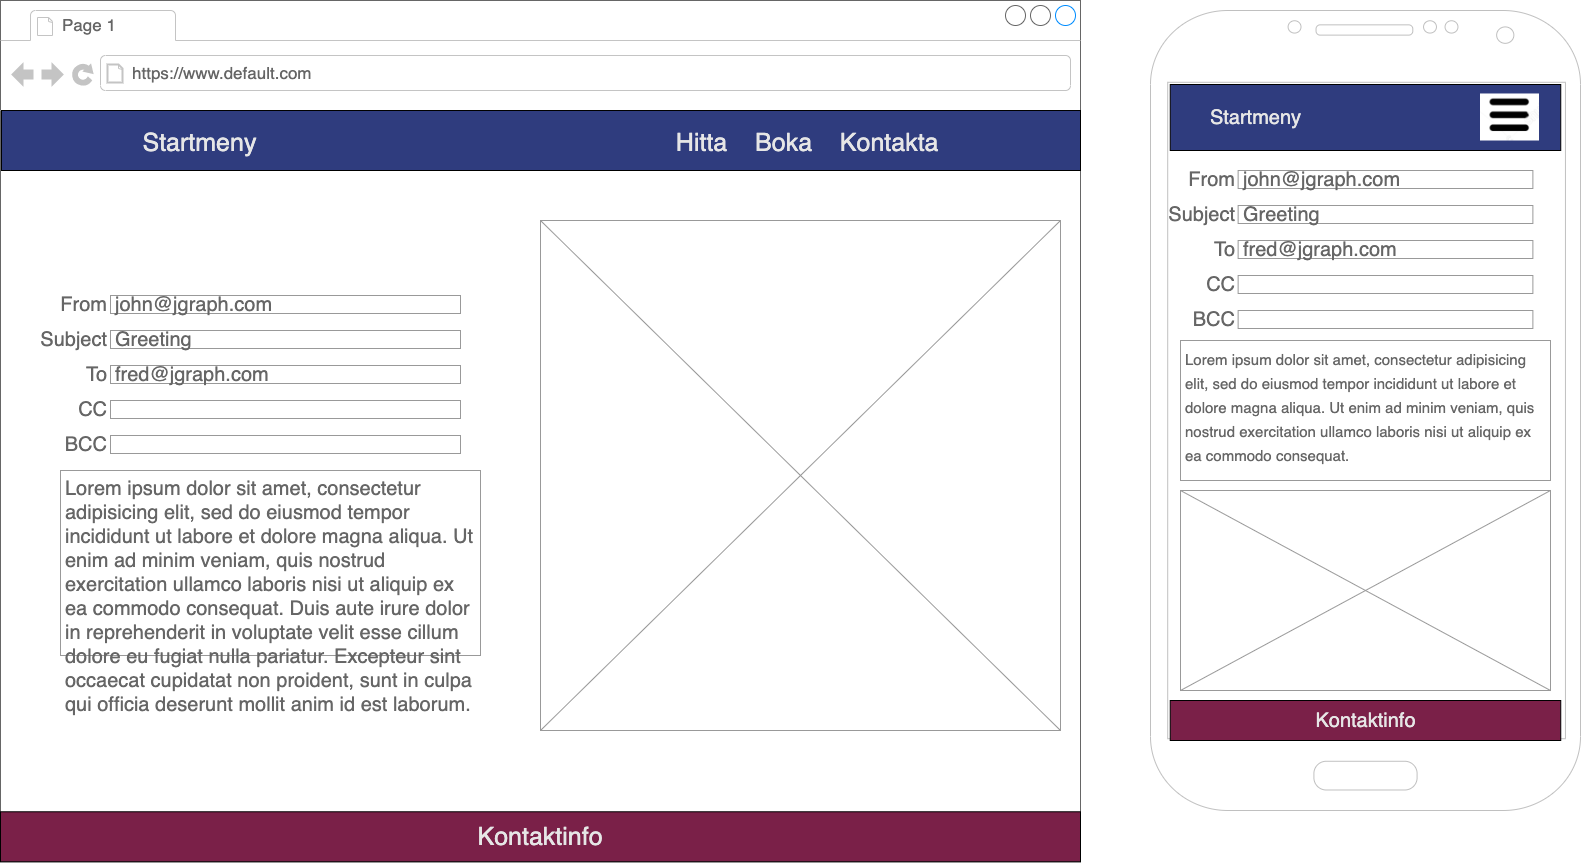 Page 1
https://www.default.com
Startmeny Hitta Boka Kontakta
From john@jgraph.com
Subject Greeting
To fred@jgraph.com
CC
BCC
Lorem ipsum dolor sit amet, consectetur
adipisicing elit, sed do eiusmod tempor
incididunt ut labore et dolore magna aliqua. Ut
enim ad minim veniam, quis nostrud
exercitation ullamco laboris nisi ut aliquip ex
ea commodo consequat. Duis aute irure dolor
in reprehenderit in voluptate velit esse cillum
dolore eu fugiat nulla pariatur. Excepteur sint
occaecat cupidatat non proident, sunt in culpa
qui officia deserunt mollit anim id est laborum.
Kontaktinfo
Startmeny
From john@jgraph.com
Subject Greeting
To fred@jgraph.com
CC
BCC
Lorem ipsum dolor sit amet, consectetur adipisicing
elit, sed do eiusmod tempor incididunt ut labore et
dolore magna aliqua. Ut enim ad minim veniam, quis
nostrud exercitation ullamco laboris nisi ut aliquip ex
ea commodo consequat.
Kontaktinfo